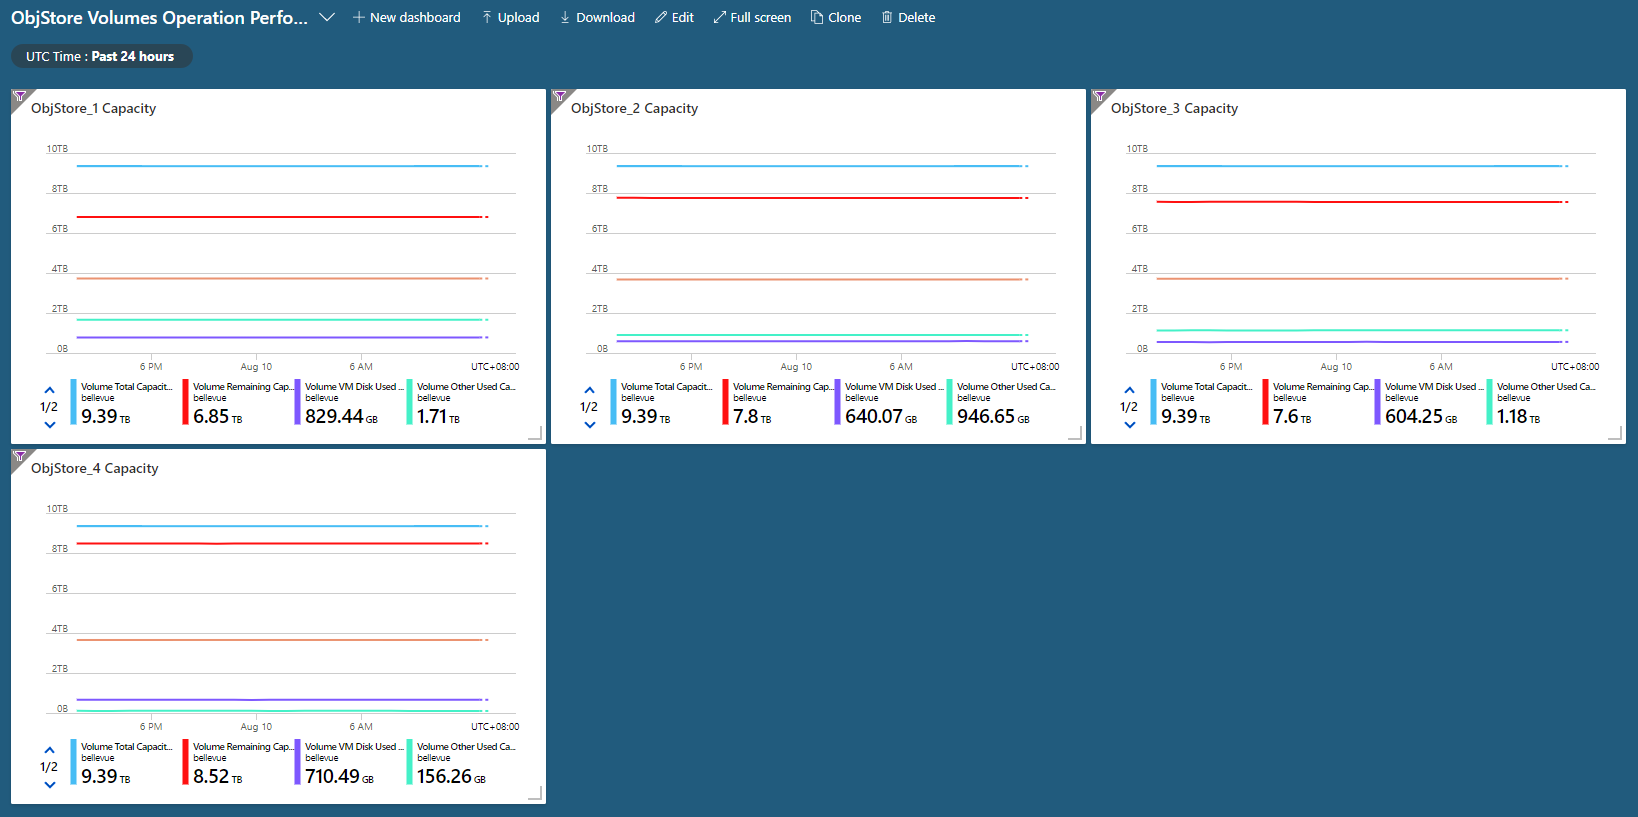 ObjStore Volumes Operation Perfo...
New dashboard
Upload
Download
Edit
Full screen
Clone
Delete
UTC Time : Past 24 hours
ObjStore_1 Capacity
10TB
8TB
6TB
4TB
2TB
0B
6 PM
Aug 10
6 AM
UTC+08:00
1/2
Volume Total Capacit...
bellevue
9.39 TB
Volume Remaining Cap...
bellevue
6.85 TB
Volume VM Disk Used ...
bellevue
829.44 GB
Volume Other Used Ca...
bellevue
1.71 TB
ObjStore_2 Capacity
10TB
8TB
6TB
4TB
2TB
0B
6 PM
Aug 10
6 AM
UTC+08:00
1/2
Volume Total Capacit...
bellevue
9.39 TB
Volume Remaining Cap...
bellevue
7.8 TB
Volume VM Disk Used ...
bellevue
640.07 GB
Volume Other Used Ca...
bellevue
946.65 GB
ObjStore_3 Capacity
10TB
8TB
6TB
4TB
2TB
0B
6 PM
Aug 10
6 AM
UTC+08:00
1/2
Volume Total Capacit...
bellevue
9.39 TB
Volume Remaining Cap...
bellevue
7.6 TB
Volume VM Disk Used ...
bellevue
604.25 GB
Volume Other Used Ca...
bellevue
1.18 TB
ObjStore_4 Capacity
10TB
8TB
6TB
4TB
2TB
0B
6 PM
Aug 10
6 AM
UTC+08:00
1/2
Volume Total Capacit...
bellevue
9.39 TB
Volume Remaining Cap...
bellevue
8.52 TB
Volume VM Disk Used ...
bellevue
710.49 GB
Volume Other Used Ca...
bellevue
156.26 GB